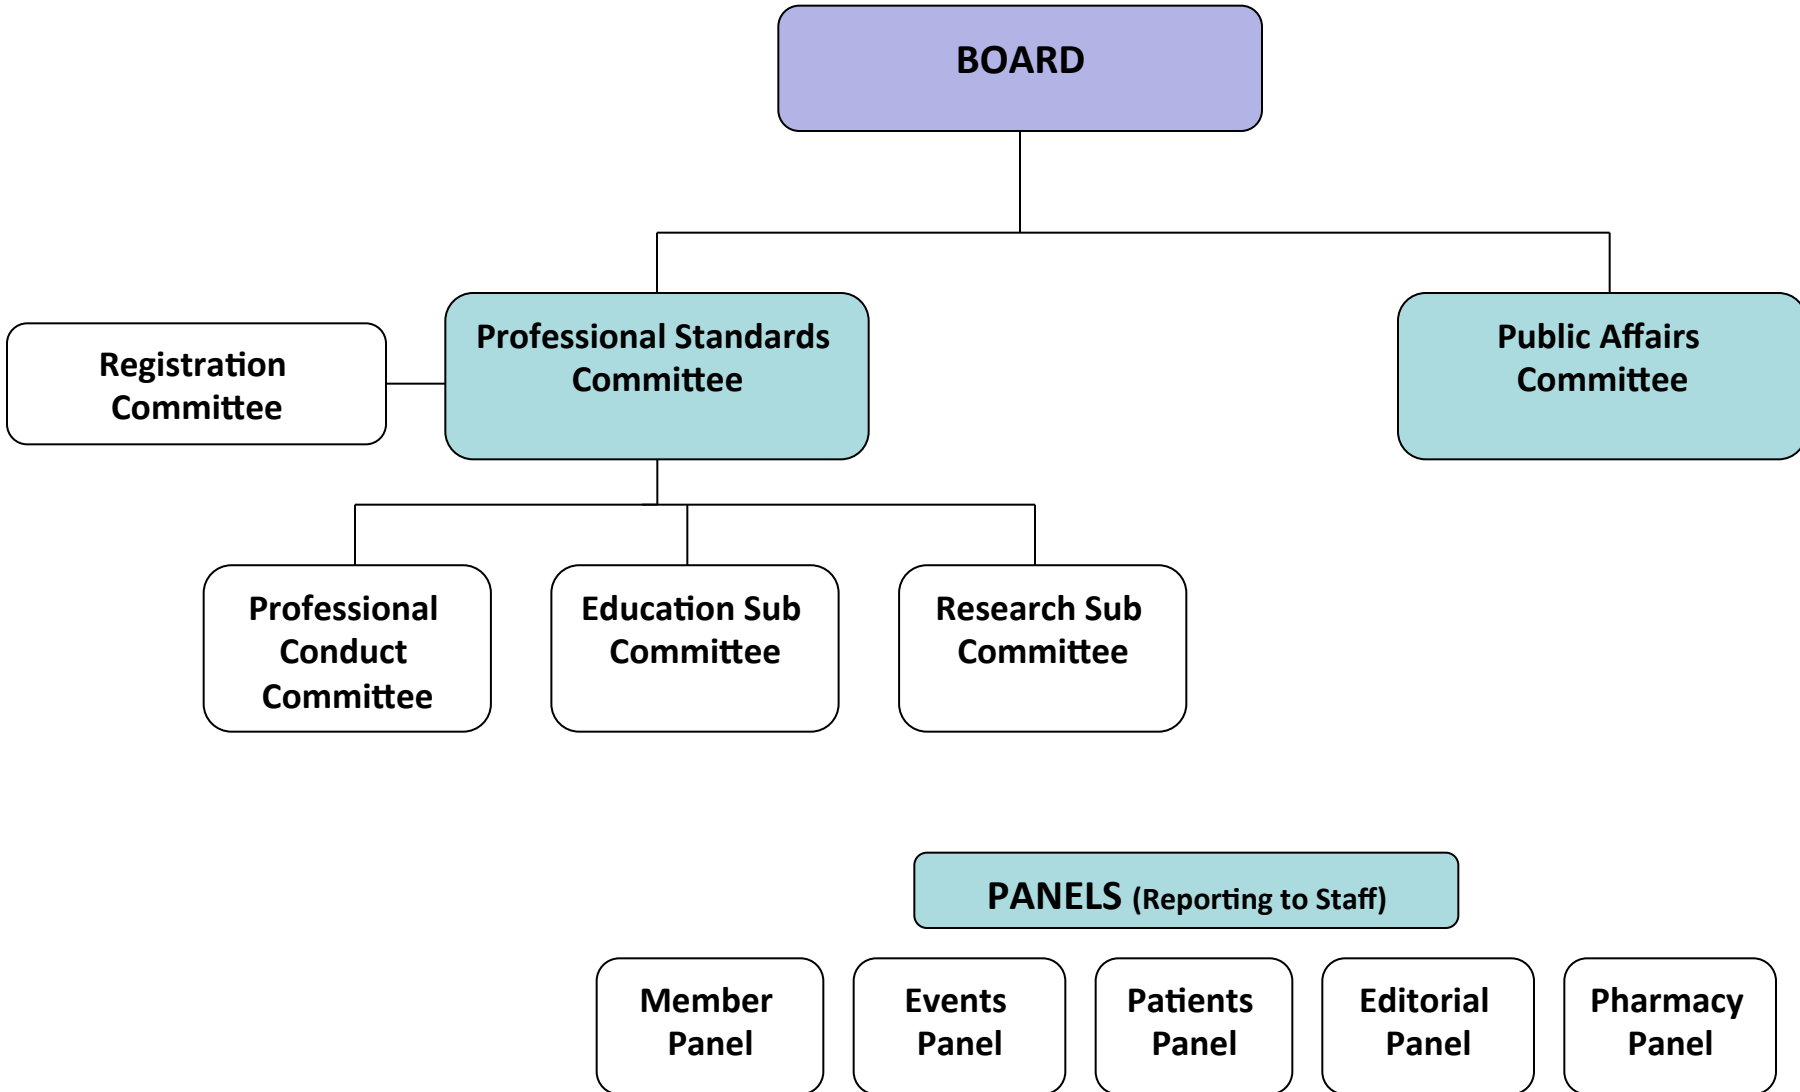 BOARD
Registration
Committee
Professional Standards
Committee
Public Affairs
Committee
Professional
Conduct
Committee
Education Sub
Committee
Research Sub
Committee
PANELS (Reporting to Staff)
Member
Panel
Events
Panel
Patients
Panel
Editorial
Panel
Pharmacy
Panel